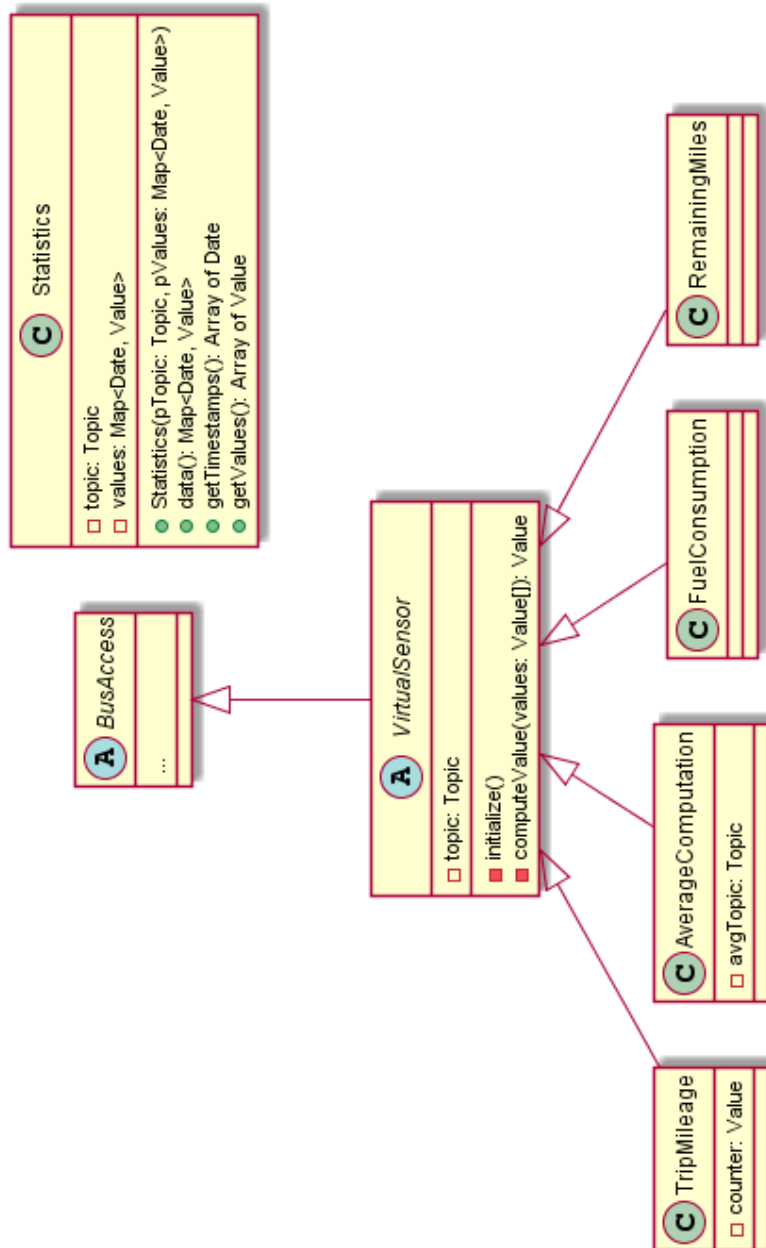 C Statistics
topic: Topic
values: Map<Date, Value>
Statistics(pTopic: Topic, pValues: Map<Date, Value>)
data(): Map<Date, Value>
getTimestamps(): Array of Date
getValues(): Array of Value
A BusAccess
...
A VirtualSensor
topic: Topic
initialize()
computeValue(values: Value[]): Value
C TripMileage
counter: Value
C AverageComputation
avgTopic: Topic
C FuelConsumption
C RemainingMiles